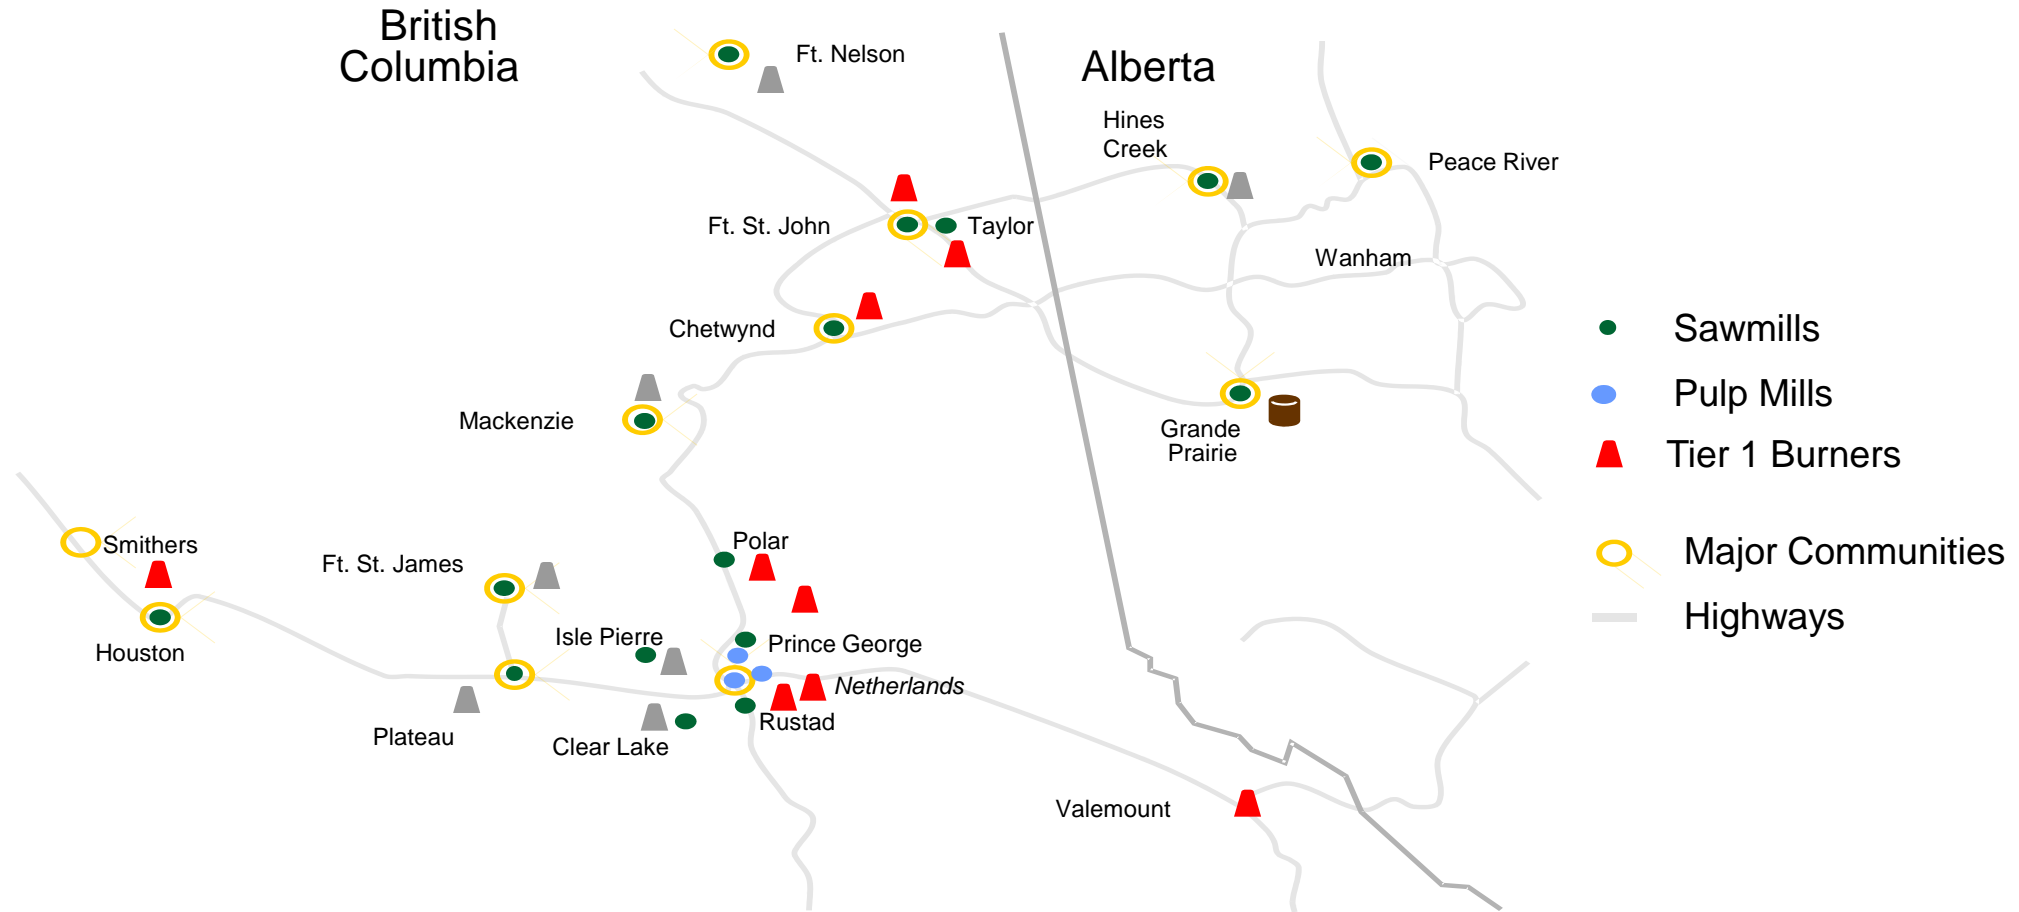 British
Columbia
Ft. Nelson
Alberta
Hines
Creek
Peace River
Ft. St. John
Taylor
Wanham
Chetwynd
Sawmills
Pulp Mills
Mackenzie
Grande
Prairie
Tier 1 Burners
Smithers
Polar
Ft. St. James
Major Communities
Isle Pierre
Prince George
Highways
Houston
Netherlands
Rustad
Plateau
Clear Lake
Valemount